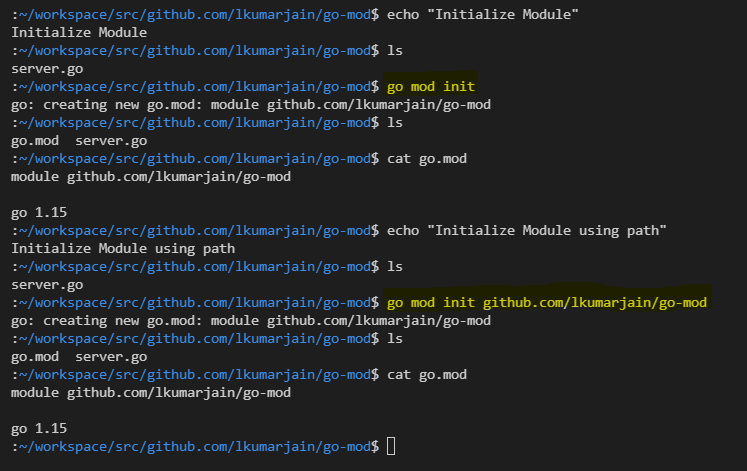 :~/workspace/src/github.com/lkumarjain/go-mod$ echo "Initialize Module"
Initialize Module
:~/workspace/src/github.com/lkumarjain/go-mod$ ls
server.go
:~/workspace/src/github.com/lkumarjain/go-mod$ go mod init
go: creating new go.mod: module github.com/lkumarjain/go-mod
:~/workspace/src/github.com/lkumarjain/go-mod$ ls
go.mod  server.go
:~/workspace/src/github.com/lkumarjain/go-mod$ cat go.mod
module github.com/lkumarjain/go-mod

go 1.15
:~/workspace/src/github.com/lkumarjain/go-mod$ echo "Initialize Module using path"
Initialize Module using path
:~/workspace/src/github.com/lkumarjain/go-mod$ ls
server.go
:~/workspace/src/github.com/lkumarjain/go-mod$ go mod init github.com/lkumarjain/go-mod
go: creating new go.mod: module github.com/lkumarjain/go-mod
:~/workspace/src/github.com/lkumarjain/go-mod$ ls
go.mod  server.go
:~/workspace/src/github.com/lkumarjain/go-mod$ cat go.mod
module github.com/lkumarjain/go-mod

go 1.15
:~/workspace/src/github.com/lkumarjain/go-mod$